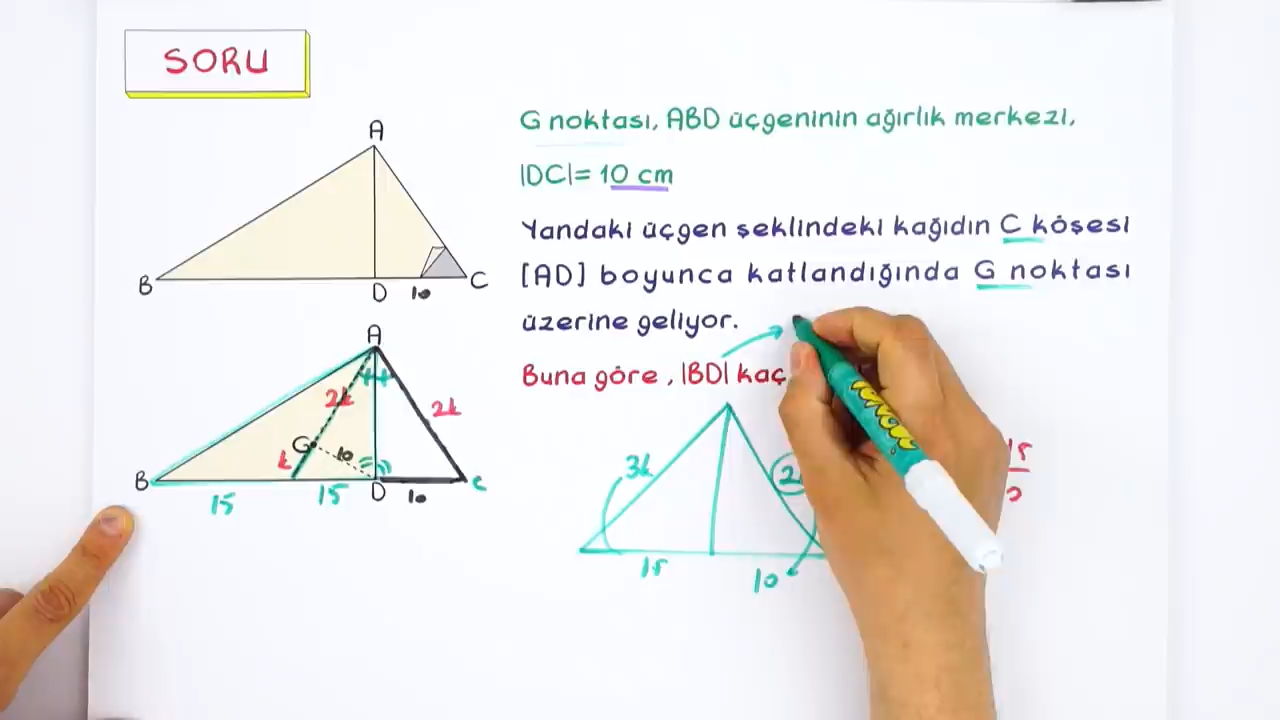 SORU
G noktası, ABD üçgeninin ağırlık merkezi,
|DC| = 10 cm
Yandaki üçgen şeklindeki kağıdın C köşesi
[AD] boyunca katlandığında G noktası
üzerine geliyor.
Buna göre, |BD| kaç
A
B
D
10
C
A
2k
2k
G
10
k
B
15
15
D
10
C
3k
15
10